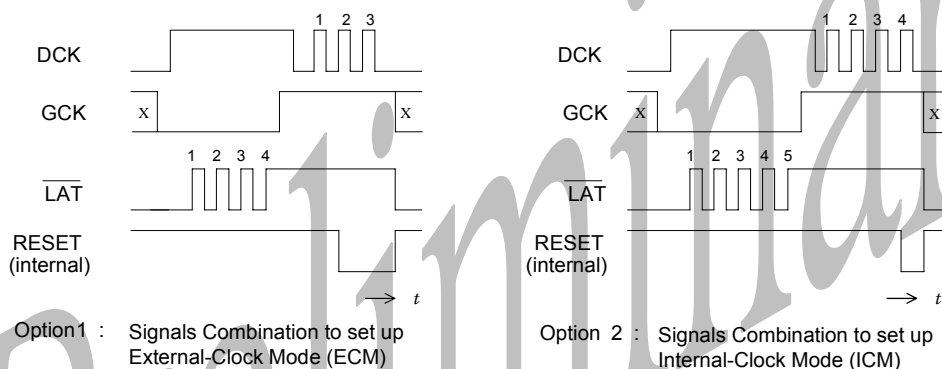 1 2 3
DCK
GCK
X
X
1 2 3 4
LAT
RESET
(internal)
t
Option1 : Signals Combination to set up
External-Clock Mode (ECM)
1 2 3 4
DCK
GCK
X
X
1 2 3 4 5
LAT
RESET
(internal)
t
Option 2 : Signals Combination to set up
Internal-Clock Mode (ICM)